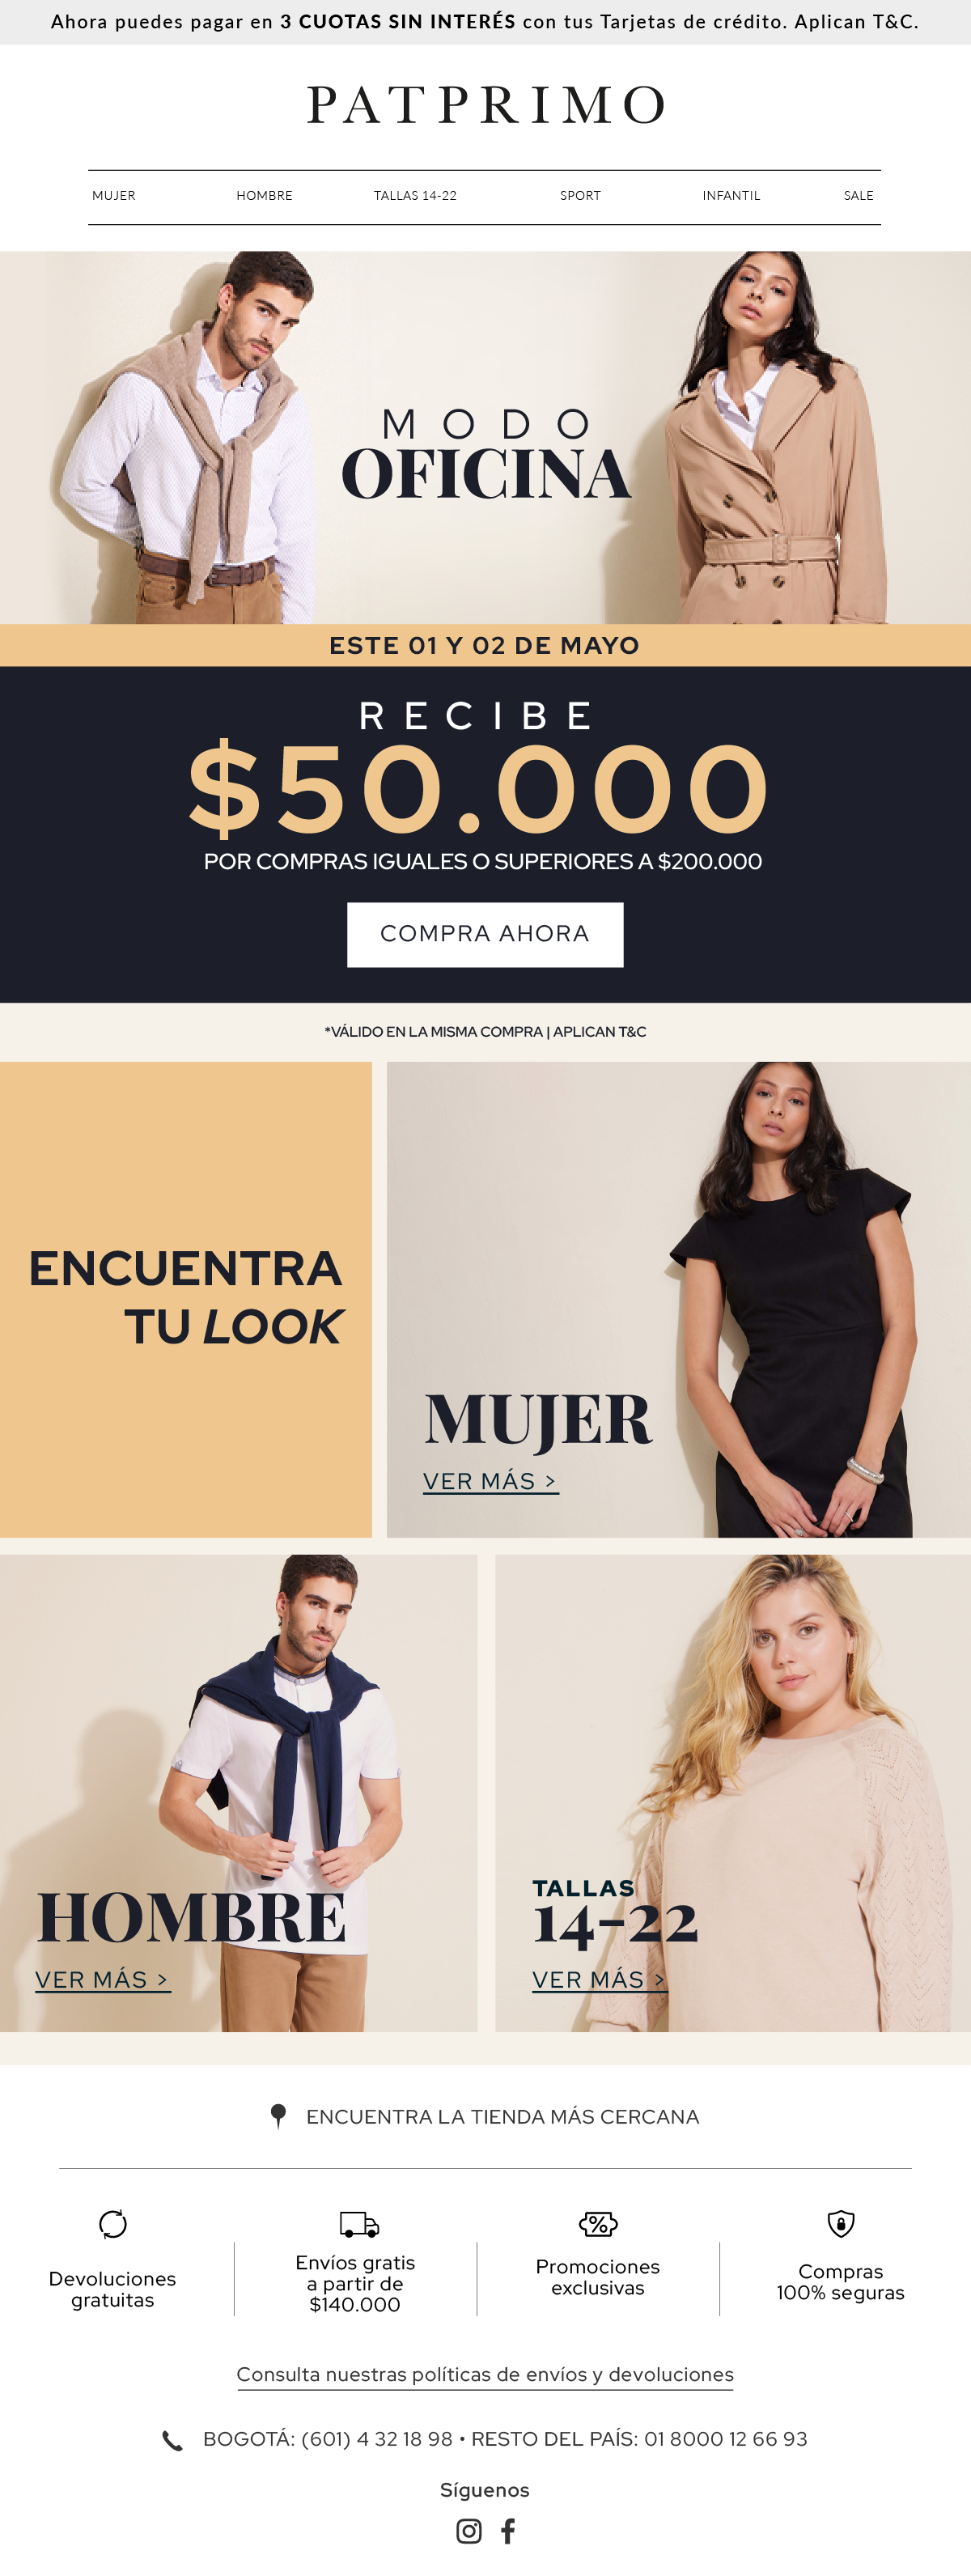 Ahora puedes pagar en 3 CUOTAS SIN INTERÉS con tus Tarjetas de crédito. Aplican T&C.
PATPRIMO
MUJER HOMBRE TALLAS 14-22 SPORT INFANTIL SALE
MODO
OFICINA
ESTE 01 Y 02 DE MAYO
RECIBE
$50.000
POR COMPRAS IGUALES O SUPERIORES A $200.000
COMPRA AHORA
*VÁLIDO EN LA MISMA COMPRA | APLICAN T&C
ENCUENTRA
TU LOOK
MUJER
VER MÁS >
HOMBRE
VER MÁS >
TALLAS
14-22
VER MÁS >
ENCUENTRA LA TIENDA MÁS CERCANA
Devoluciones
gratuitas
Envíos gratis
a partir de
$140.000
Promociones
exclusivas
Compras
100% seguras
Consulta nuestras políticas de envíos y devoluciones
BOGOTÁ: (601) 4 32 18 98 • RESTO DEL PAÍS: 01 8000 12 66 93
Síguenos